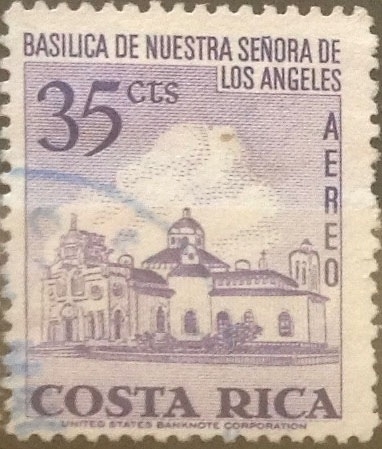 BASILICA DE NUESTRA SEÑORA DE
LOS ANGELES
35 CTS
AEREO
COSTA RICA
UNITED STATES BANKNOTE CORPORATION